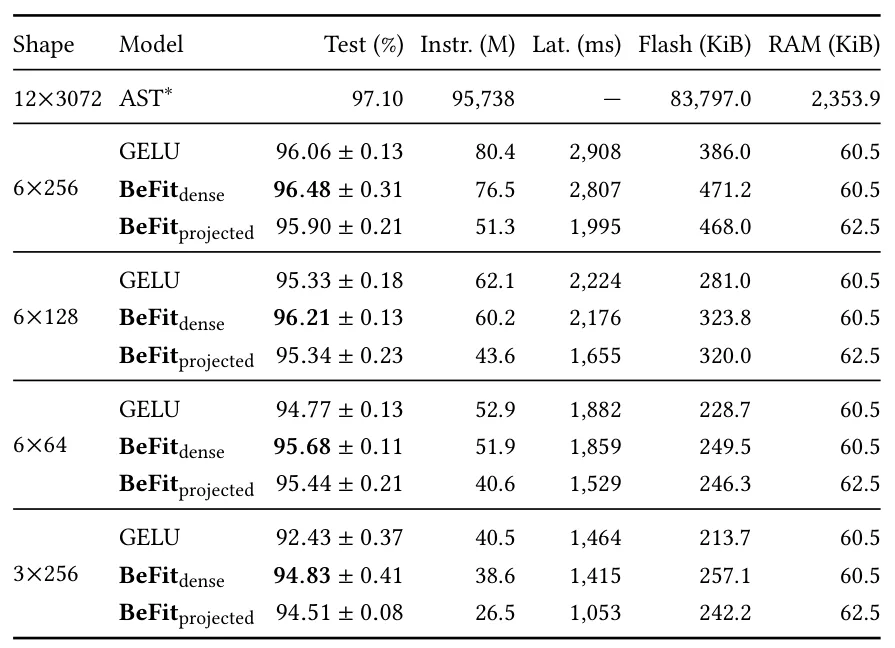 Shape Model Test (%) Instr. (M) Lat. (ms) Flash (KiB) RAM (KiB)
12×3072 AST* 97.10 95,738 — 83,797.0 2,353.9
GELU 96.06 ± 0.13 80.4 2,908 386.0 60.5
6×256 BeFitdense 96.48 ± 0.31 76.5 2,807 471.2 60.5
BeFitprojected 95.90 ± 0.21 51.3 1,995 468.0 62.5
GELU 95.33 ± 0.18 62.1 2,224 281.0 60.5
6×128 BeFitdense 96.21 ± 0.13 60.2 2,176 323.8 60.5
BeFitprojected 95.34 ± 0.23 43.6 1,655 320.0 62.5
GELU 94.77 ± 0.13 52.9 1,882 228.7 60.5
6×64 BeFitdense 95.68 ± 0.11 51.9 1,859 249.5 60.5
BeFitprojected 95.44 ± 0.21 40.6 1,529 246.3 62.5
GELU 92.43 ± 0.37 40.5 1,464 213.7 60.5
3×256 BeFitdense 94.83 ± 0.41 38.6 1,415 257.1 60.5
BeFitprojected 94.51 ± 0.08 26.5 1,053 242.2 62.5